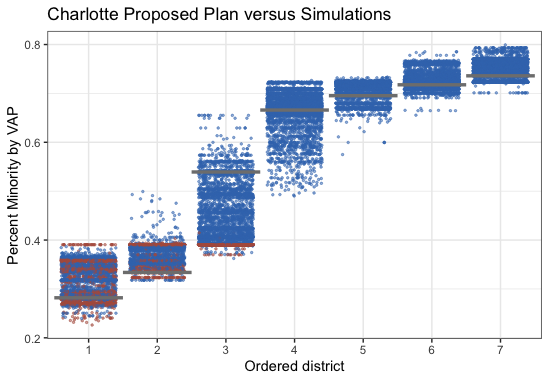 Charlotte Proposed Plan versus Simulations
0.8
0.6
0.4
0.2
Percent Minority by VAP
1 2 3 4 5 6 7
Ordered district